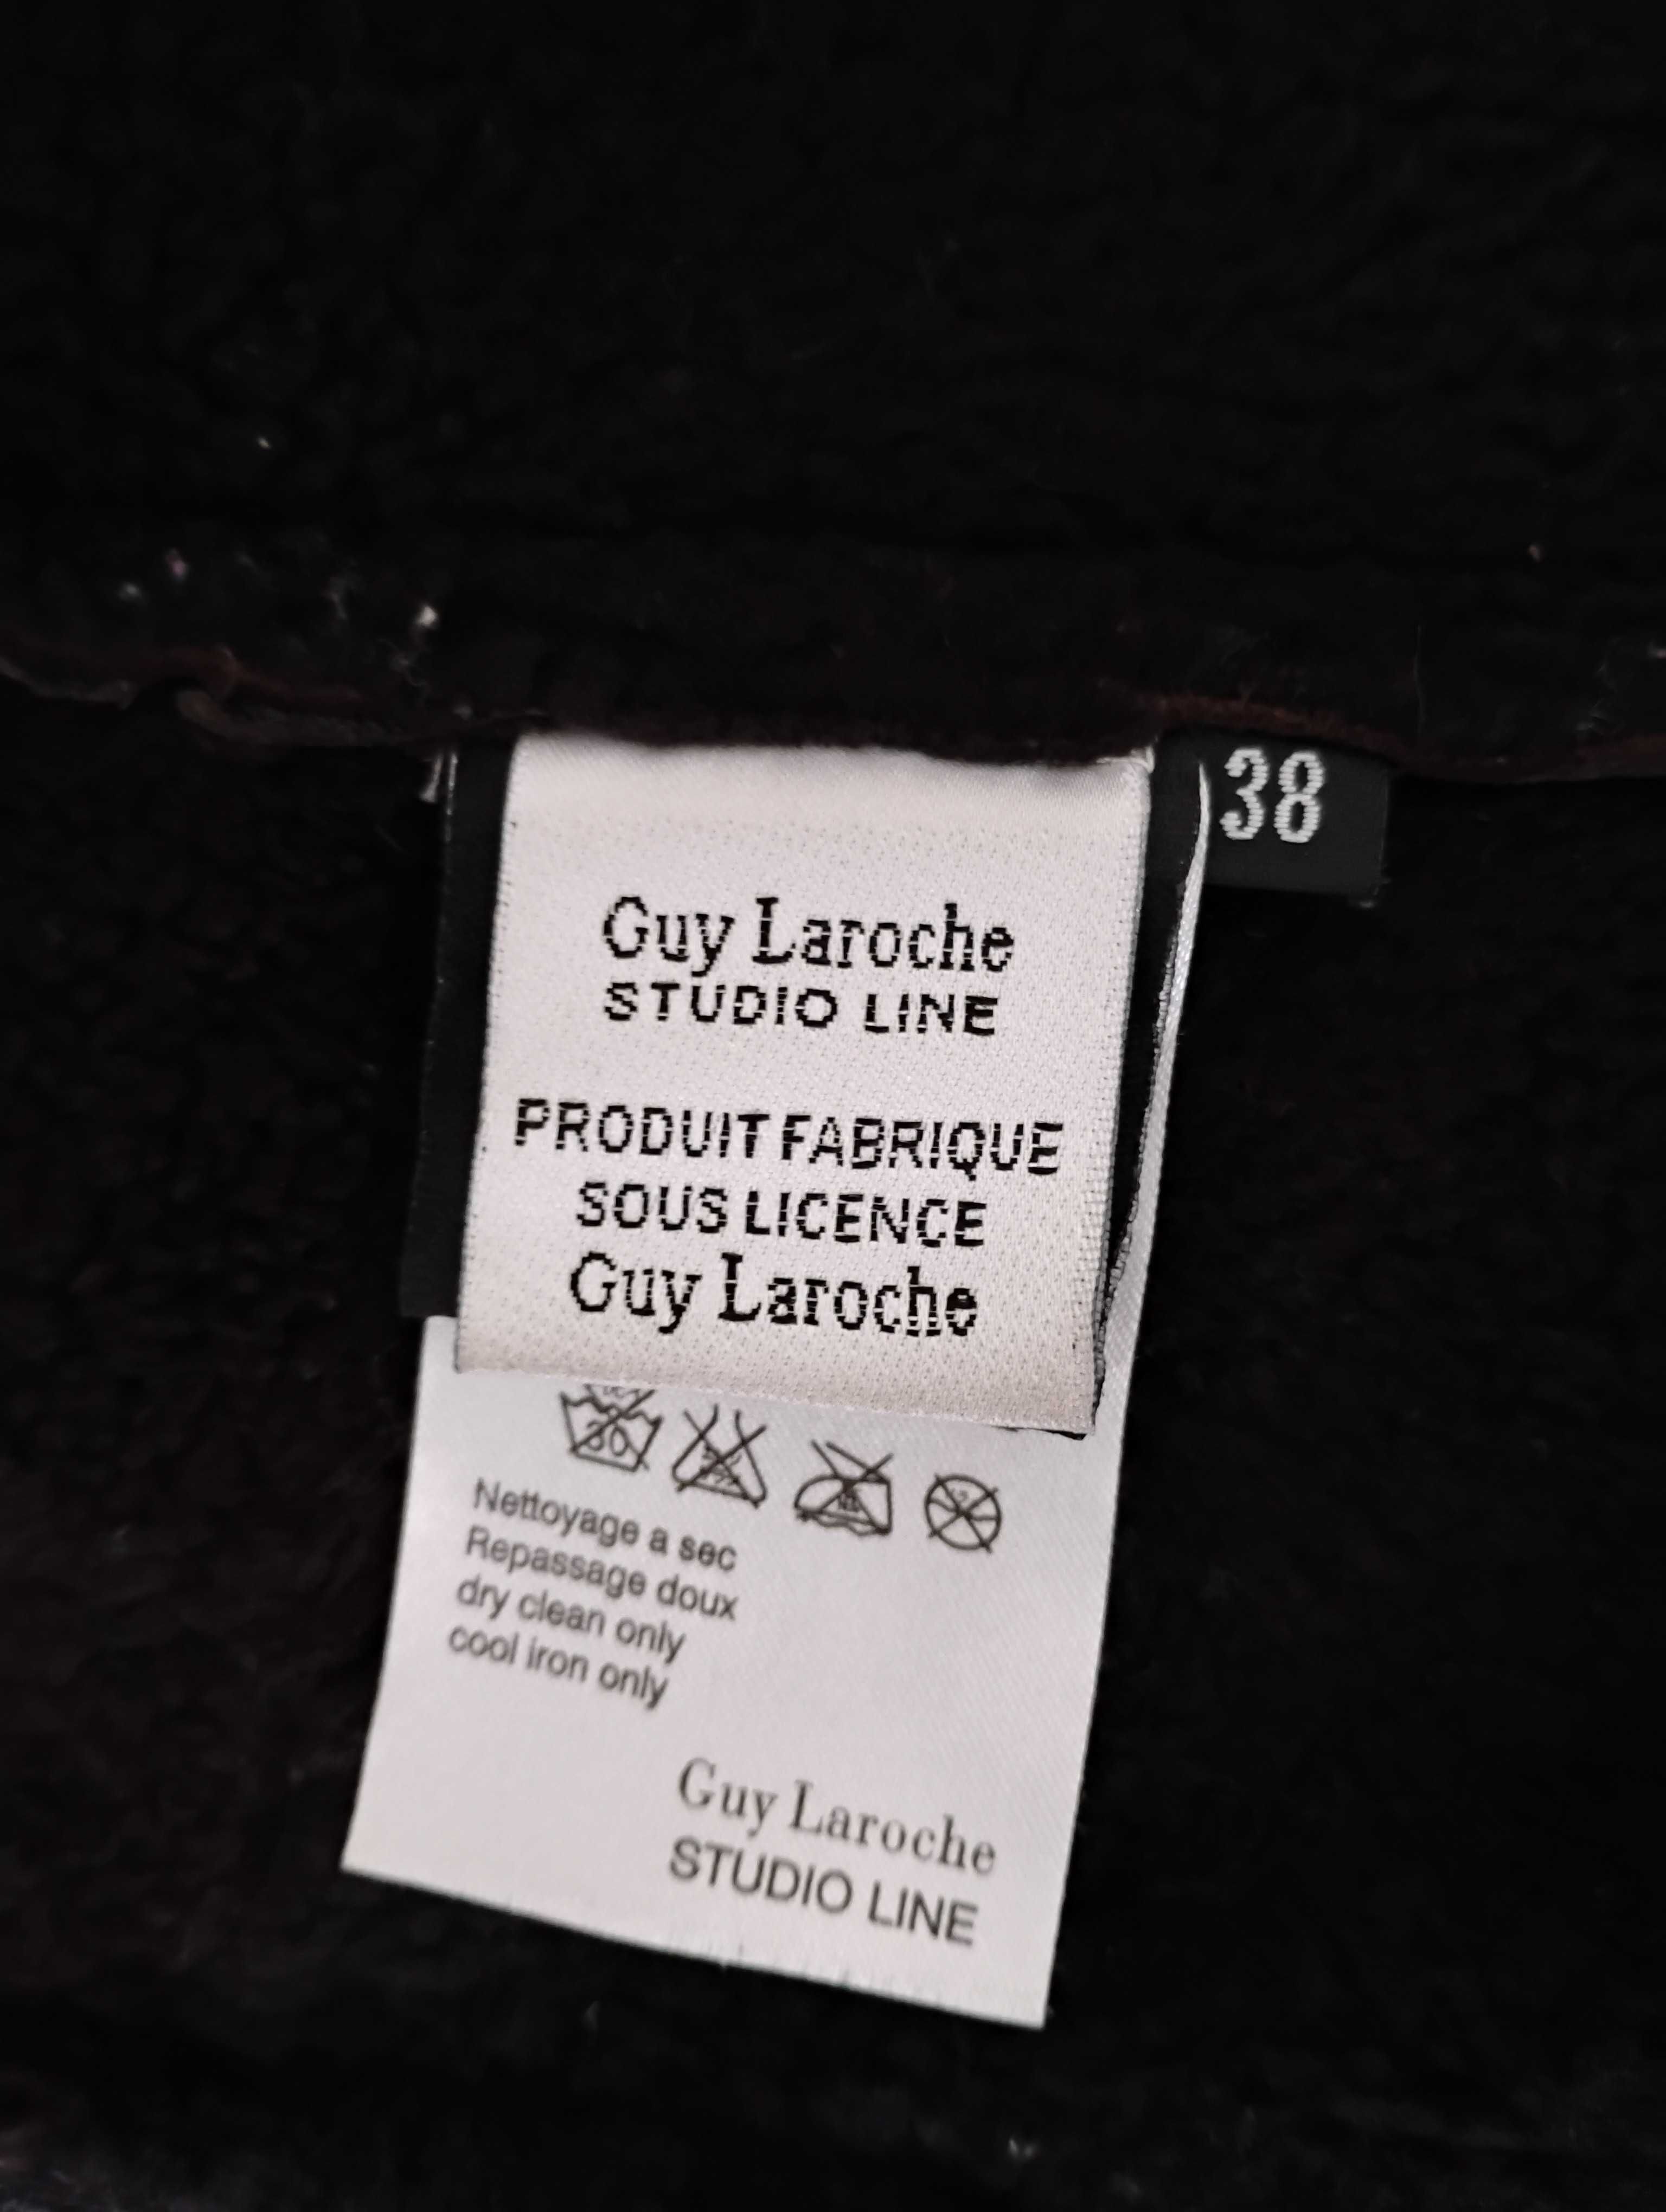 38
Guy Laroche
STUDIO LINE
PRODUIT FABRIQUE
SOUS LICENCE
Guy Laroche
30
Nettoyage a sec
Repassage doux
dry clean only
cool iron only
Guy Laroche
STUDIO LINE